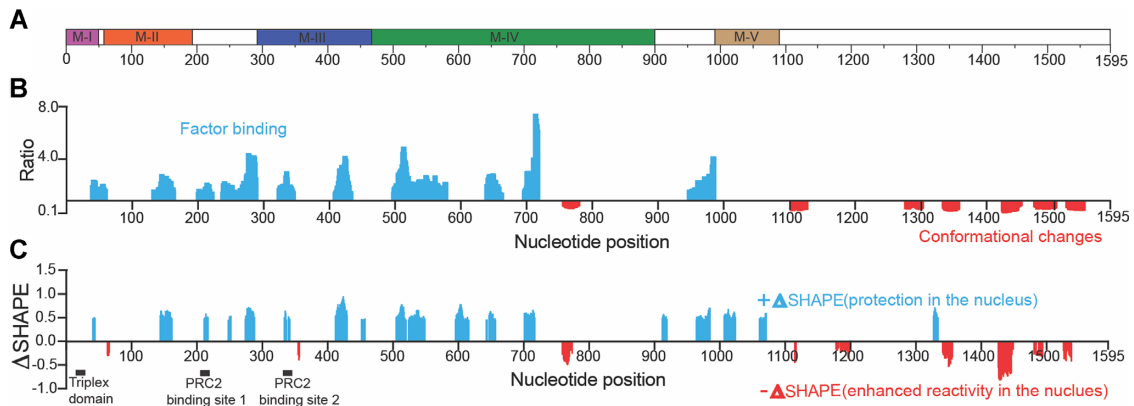 A
M-I M-II M-III M-IV M-V
0 100 200 300 400 500 600 700 800 900 1000 1100 1200 1300 1400 1500 1595
B
8.0
Factor binding
Ratio
4.0
0.1
100 200 300 400 500 600 700 800 900 1000 1100 1200 1300 1400 1500 1595
Nucleotide position
Conformational changes
C
1.5
ΔSHAPE
1.0
+ΔSHAPE(protection in the nucleus)
0.5
0.0
100 200 300 400 500 600 700 800 900 1000 1100 1200 1300 1400 1500 1595
-0.5
Nucleotide position
-1.0
Triplex
domain
PRC2
binding site 1
PRC2
binding site 2
-ΔSHAPE(enhanced reactivity in the nuclues)